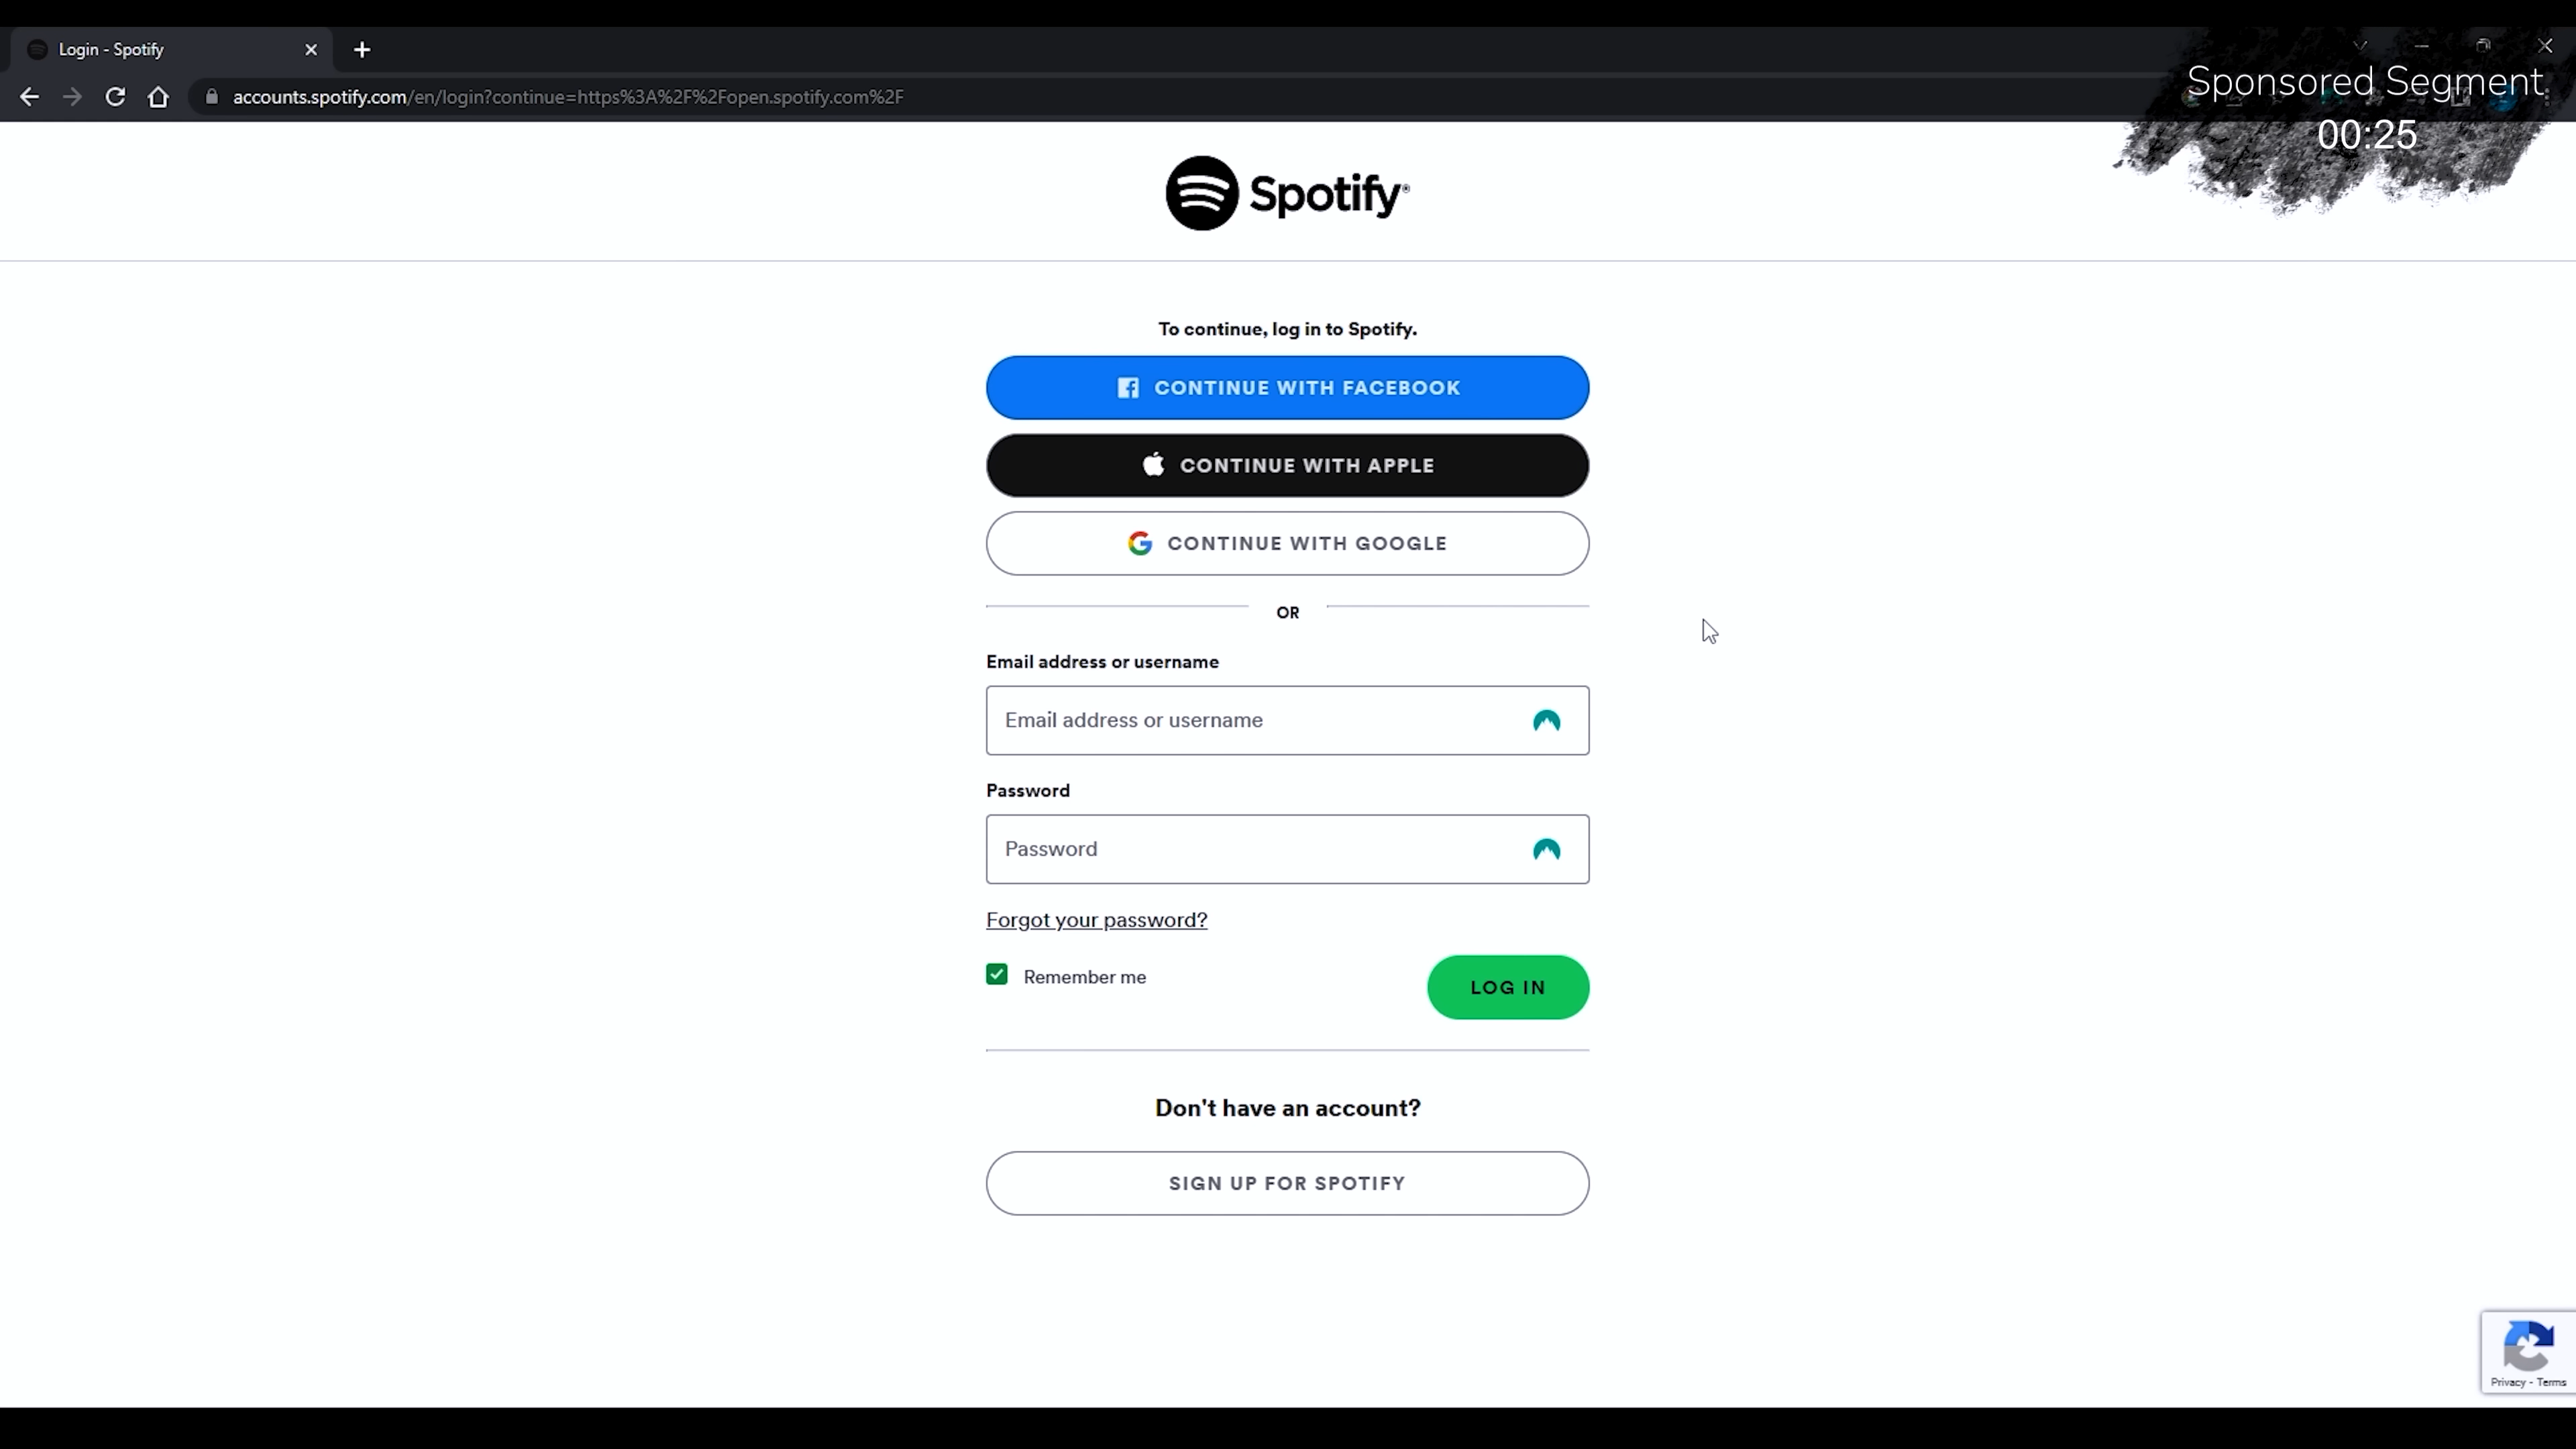 Login - Spotify
accounts.spotify.com/en/login?continue=https%3A%2F%2Fopen.spotify.com%2F
Sponsored Segment
00:25
Spotify®
To continue, log in to Spotify.
CONTINUE WITH FACEBOOK
CONTINUE WITH APPLE
CONTINUE WITH GOOGLE
OR
Email address or username
Email address or username
Password
Password
Forgot your password?
Remember me
LOG IN
Don't have an account?
SIGN UP FOR SPOTIFY
Privacy - Terms